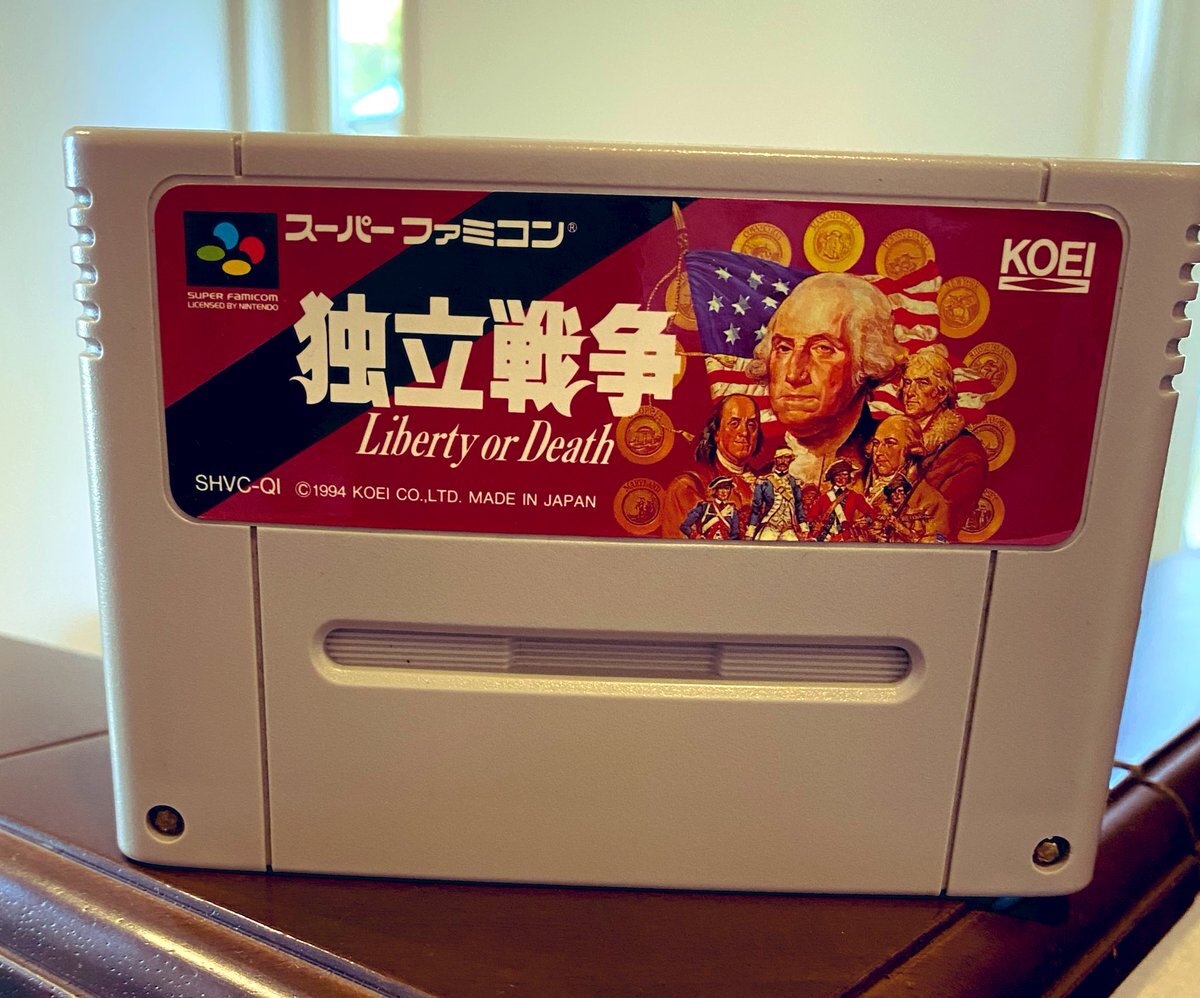 スーパーファミコン®
SUPER FAMICOM
LICENSED BY NINTENDO
KOEI
独立戦争
Liberty or Death
SHVC-QI ©1994 KOEI CO.,LTD. MADE IN JAPAN